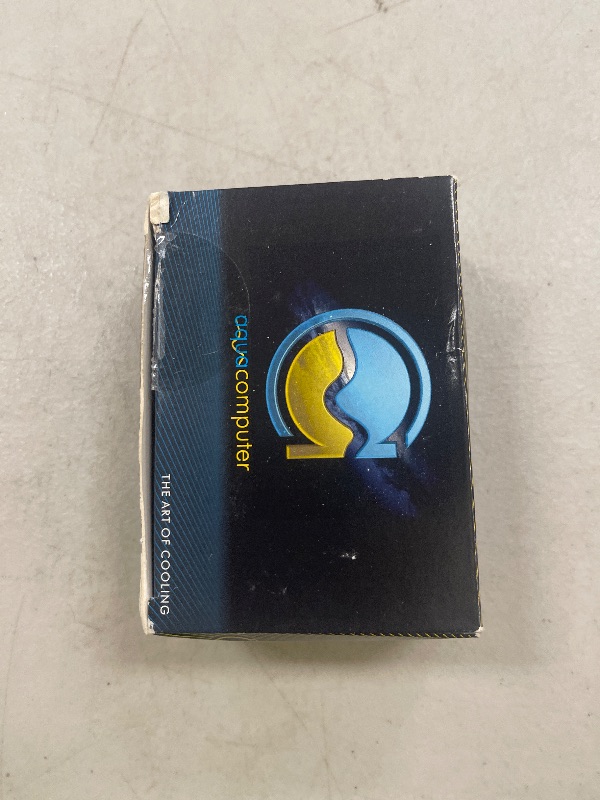 aquacomputer
THE ART OF COOLING